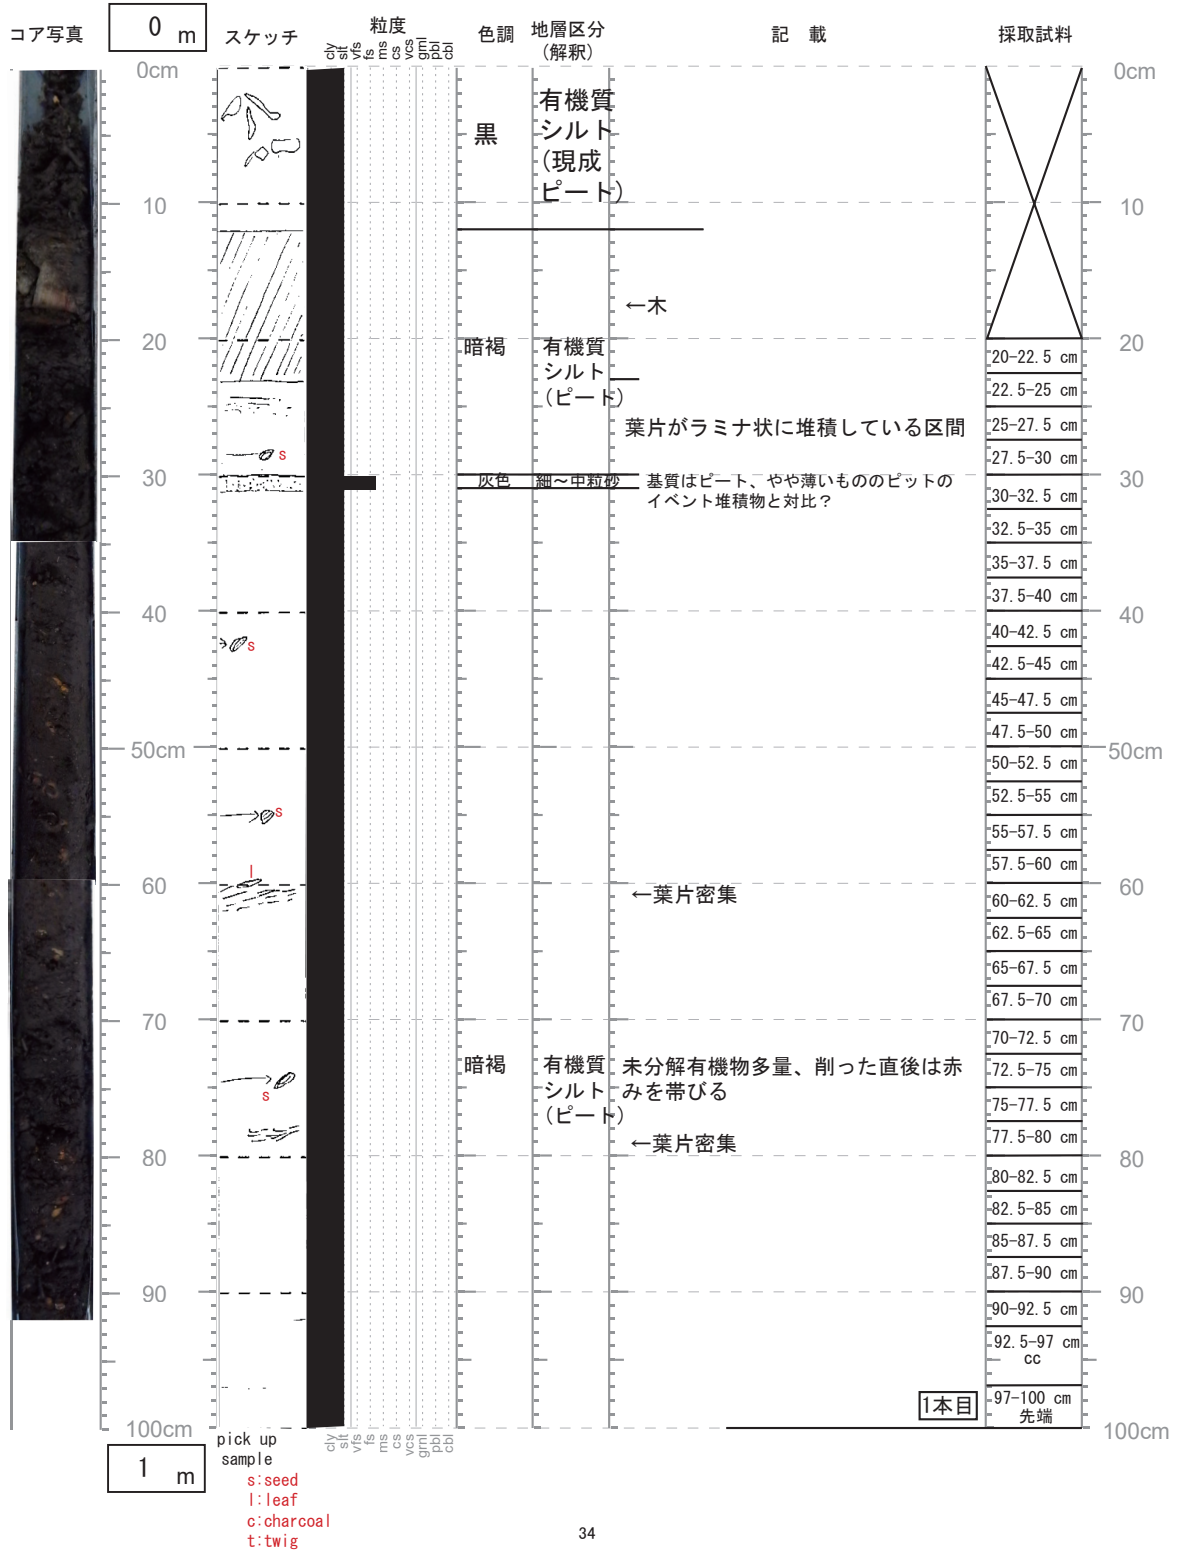 コア写真
0 m
スケッチ
粒度
色調
地層区分
(解釈)
記 載
採取試料
cly
slt
vfs
fs
ms
cs
vcs
grnl
pbl
cbl
0cm
0cm
黒
有機質
シルト
(現成
ピート)
10
10
←木
20
20
暗褐
有機質
シルト
(ピート)
20-22.5 cm
22.5-25 cm
葉片がラミナ状に堆積している区間
25-27.5 cm
s
27.5-30 cm
30
30
灰色
細～中粒砂
基質はピート、やや薄いもののピットの
イベント堆積物と対比？
30-32.5 cm
32.5-35 cm
35-37.5 cm
37.5-40 cm
40
40
s
40-42.5 cm
42.5-45 cm
45-47.5 cm
47.5-50 cm
50cm
50cm
50-52.5 cm
52.5-55 cm
s
55-57.5 cm
57.5-60 cm
l
60
60
←葉片密集
60-62.5 cm
62.5-65 cm
65-67.5 cm
67.5-70 cm
70
70
70-72.5 cm
暗褐
有機質
シルト
(ピート)
未分解有機物多量、削った直後は赤
みを帯びる
72.5-75 cm
s
75-77.5 cm
←葉片密集
77.5-80 cm
80
80
80-82.5 cm
82.5-85 cm
85-87.5 cm
87.5-90 cm
90
90
90-92.5 cm
92.5-97 cm
cc
1本目
97-100 cm
先端
100cm
100cm
cly
slt
vfs
fs
ms
cs
vcs
grnl
pbl
cbl
1 m
pick up
sample
s:seed
l:leaf
c:charcoal
t:twig
34